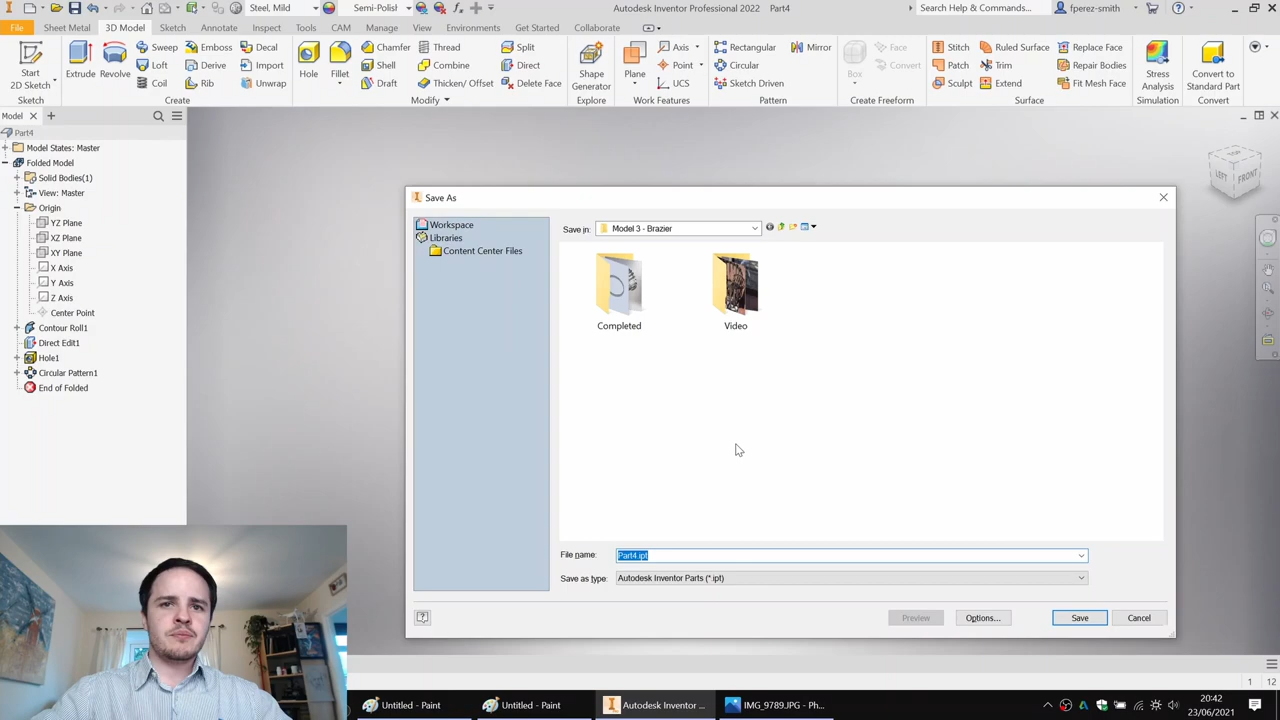 Steel, Mild
Semi-Polis
Autodesk Inventor Professional 2022 Part4
Search Help & Commands...
fperez-smith
File Sheet Metal 3D Model Sketch Annotate Inspect Tools CAM Manage View Environments Get Started Collaborate
Start
2D Sketch
Extrude
Revolve
Sweep
Loft
Coil
Emboss
Derive
Rib
Decal
Import
Unwrap
Hole
Fillet
Chamfer
Shell
Draft
Thread
Combine
Thicken/ Offset
Split
Direct
Delete Face
Shape
Generator
Plane
Axis
Point
UCS
Rectangular
Circular
Sketch Driven
Mirror
Box
Face
Convert
Stitch
Patch
Sculpt
Ruled Surface
Trim
Extend
Replace Face
Repair Bodies
Fit Mesh Face
Stress
Analysis
Convert to
Standard Part
Sketch Create Modify Explore Work Features Pattern Create Freeform Surface Simulation Convert
Model
Part4
Model States: Master
Folded Model
Solid Bodies(1)
View: Master
Origin
YZ Plane
XZ Plane
XY Plane
X Axis
Y Axis
Z Axis
Center Point
Contour Roll1
Direct Edit1
Hole1
Circular Pattern1
End of Folded
LEFT FRONT
Save As
Workspace
Libraries
Content Center Files
Save in: Model 3 - Brazier
Completed
Video
File name: Part4.ipt
Save as type: Autodesk Inventor Parts (*.ipt)
Preview Options... Save Cancel
1 12
Untitled - Paint
Untitled - Paint
Autodesk Inventor ...
IMG_9789.JPG - Ph...
20:42
23/06/2021